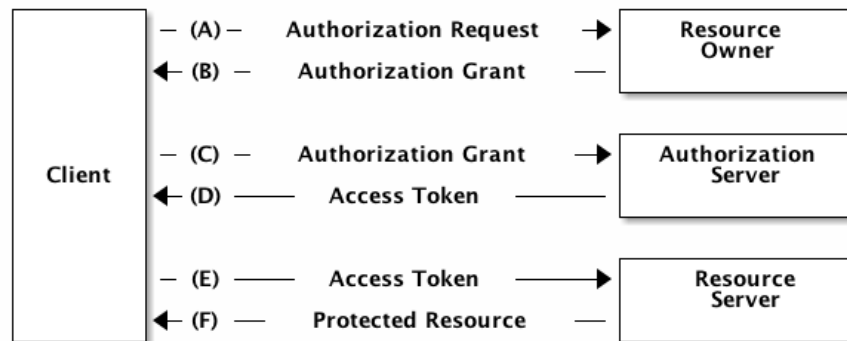 (A) Authorization Request
Resource
Owner
(B) Authorization Grant
Client
(C) Authorization Grant
Authorization
Server
(D) Access Token
(E) Access Token
Resource
Server
(F) Protected Resource